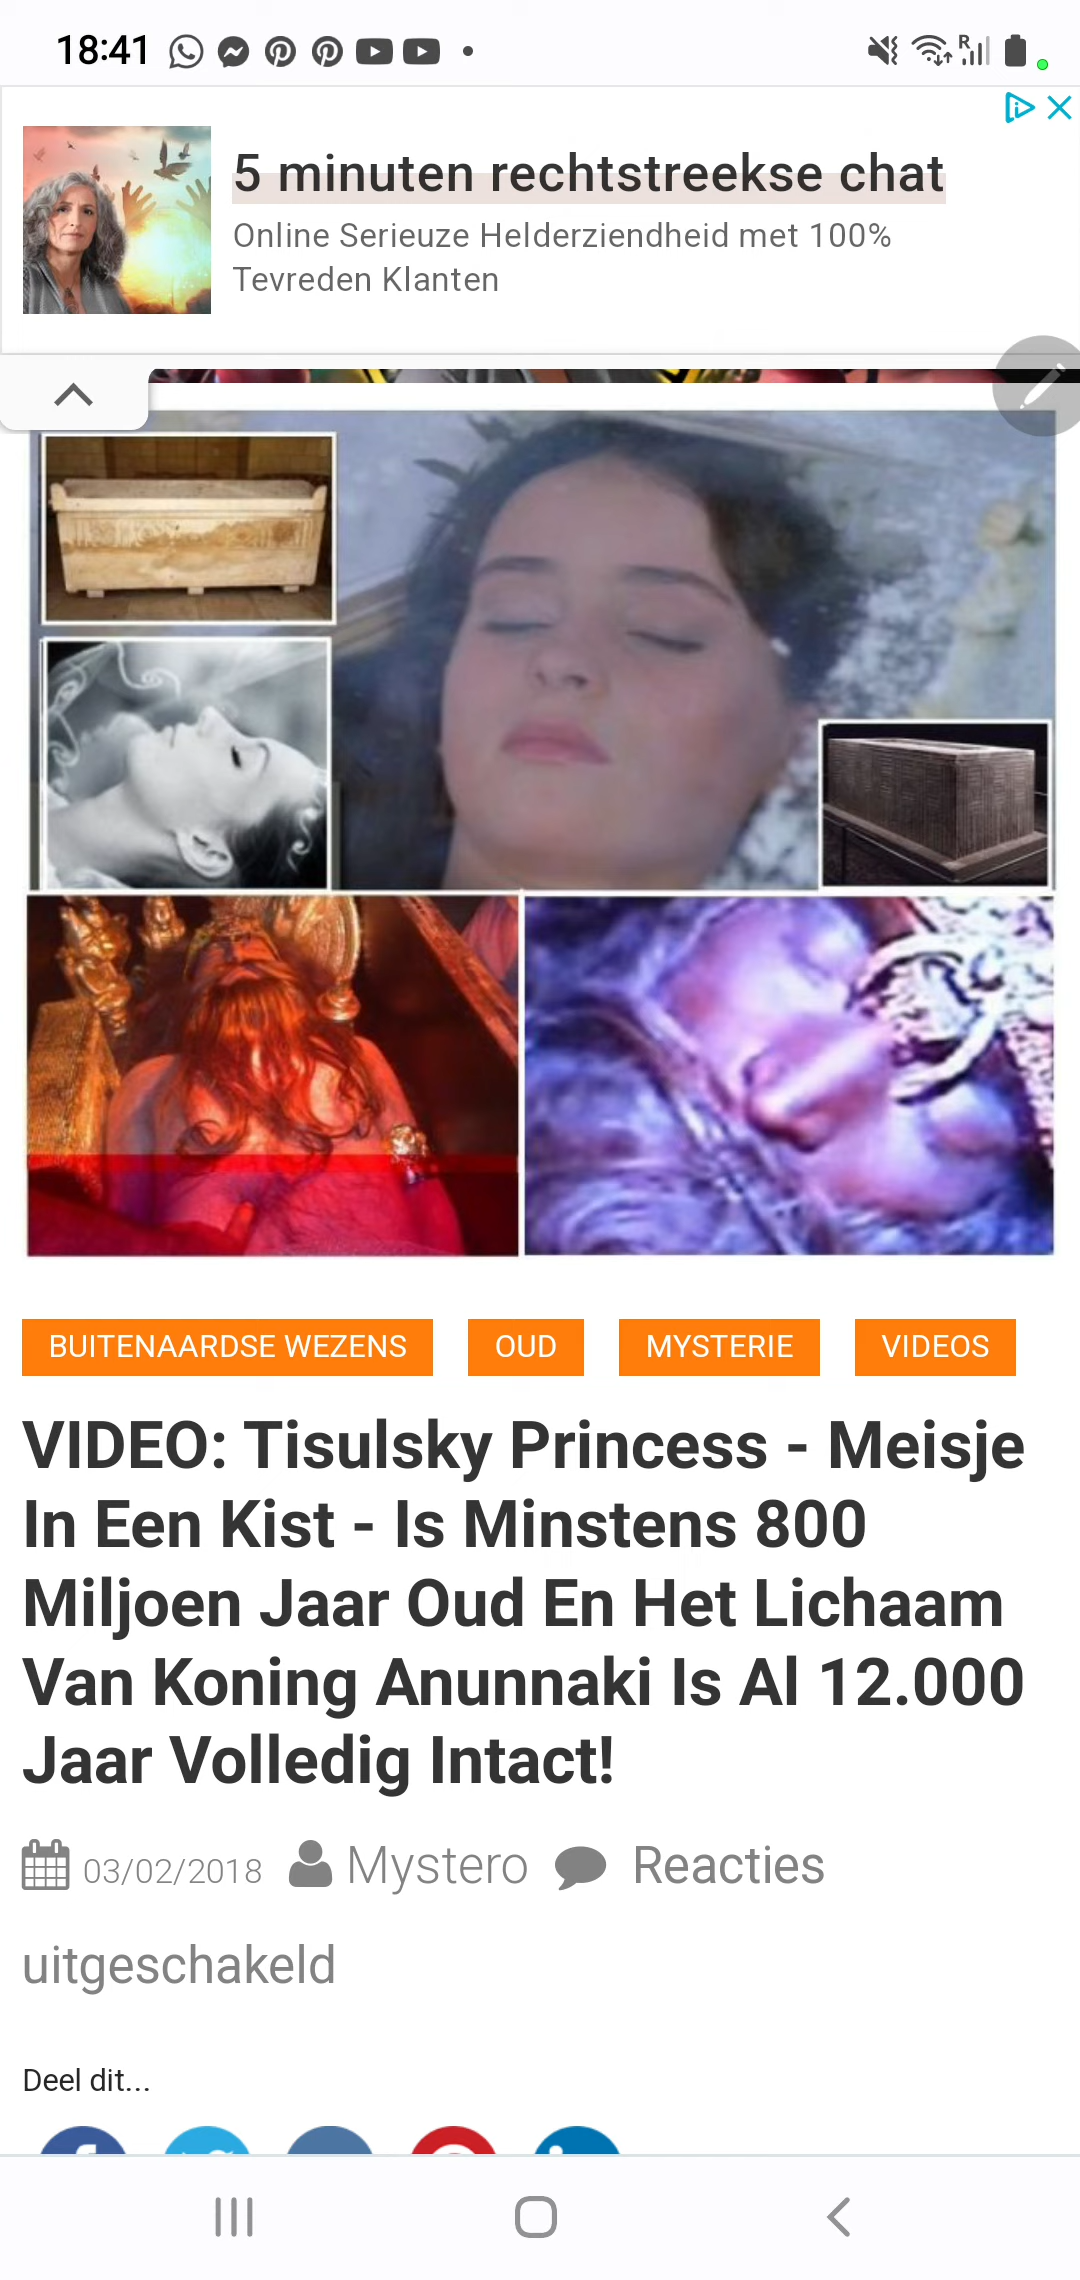 18:41
R
5 minuten rechtstreekse chat
Online Serieuze Helderziendheid met 100%
Tevreden Klanten
BUITENAARDSE WEZENS OUD MYSTERIE VIDEOS
VIDEO: Tisulsky Princess - Meisje
In Een Kist - Is Minstens 800
Miljoen Jaar Oud En Het Lichaam
Van Koning Anunnaki Is Al 12.000
Jaar Volledig Intact!
03/02/2018 Mystero Reacties
uitgeschakeld
Deel dit...